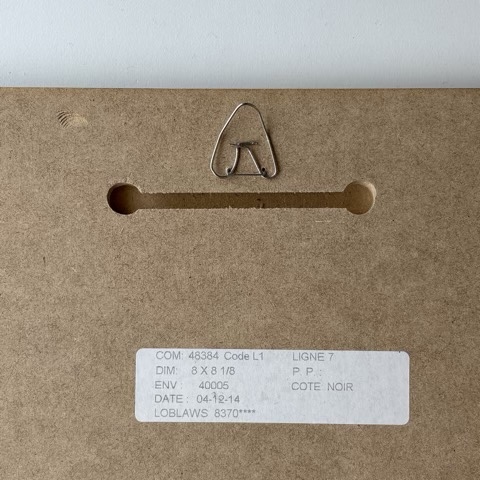 COM: 48384 Code L1 LIGNE 7
DIM: 8 X 8 1/8 P P :
ENV : 40005 COTE NOIR
DATE : 04-12-14
LOBLAWS 8370****